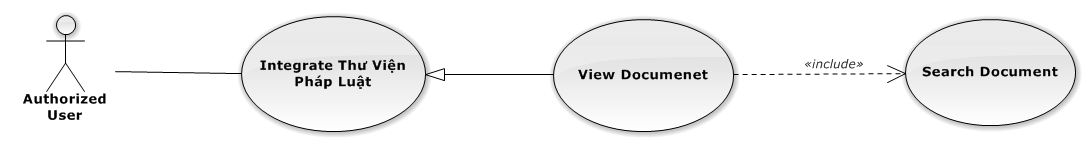 Authorized
User
Integrate Thư Viện
Pháp Luật
View Documenet
«include»
Search Document